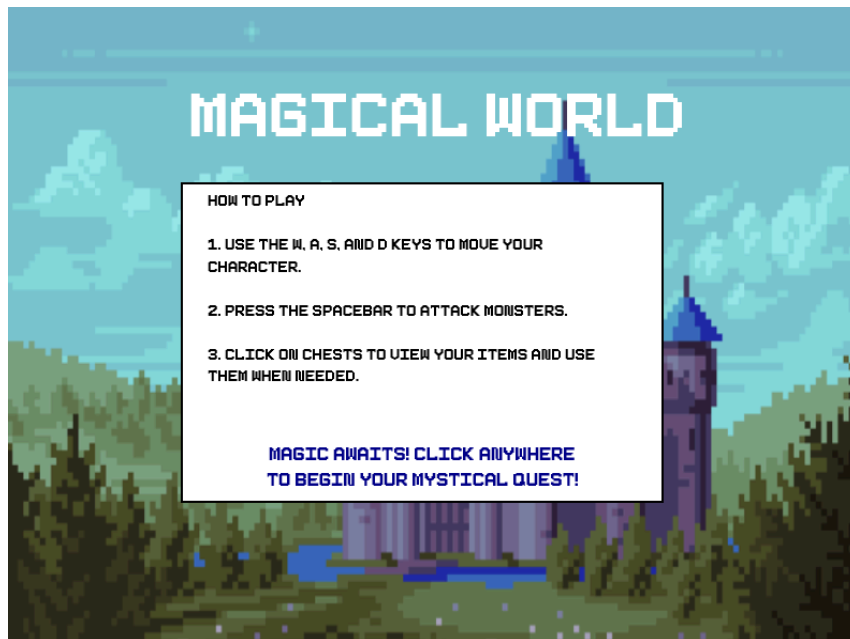 MAGICAL WORLD
HOW TO PLAY
1. USE THE W, A, S, AND D KEYS TO MOVE YOUR
CHARACTER.
2. PRESS THE SPACEBAR TO ATTACK MONSTERS.
3. CLICK ON CHESTS TO VIEW YOUR ITEMS AND USE
THEM WHEN NEEDED.
MAGIC AWAITS! CLICK ANYWHERE
TO BEGIN YOUR MYSTICAL QUEST!